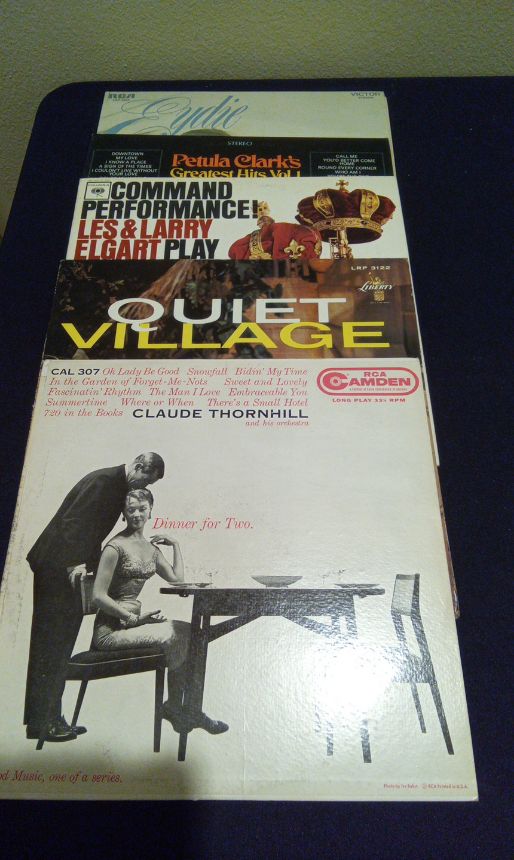 RCA
VICTOR
Eydie
STEREO
DOWNTOWN
MY LOVE
I KNOW A PLACE
A SIGN OF THE TIMES
I COULDN'T LIVE WITHOUT
YOUR LOVE
Petula Clark's
Greatest Hits Vol.1
CALL ME
YOU'D BETTER COME
HOME
ROUND EVERY CORNER
WHO AM I
COMMAND
PERFORMANCE!
LES & LARRY
ELGART PLAY
LRP 3122
LIBERTY
QUIET
VILLAGE
CAL 307 Oh Lady Be Good Snowfall Bidin' My Time
In the Garden of Forget-Me-Nots Sweet and Lovely
Fascinatin' Rhythm The Man I Love Embraceable You
Summertime Where or When There's a Small Hotel
720 in the Books CLAUDE THORNHILL
and his orchestra
RCA
CAMDEN
LONG PLAY 33⅓ RPM
Dinner for Two.
d Music, one of a series.